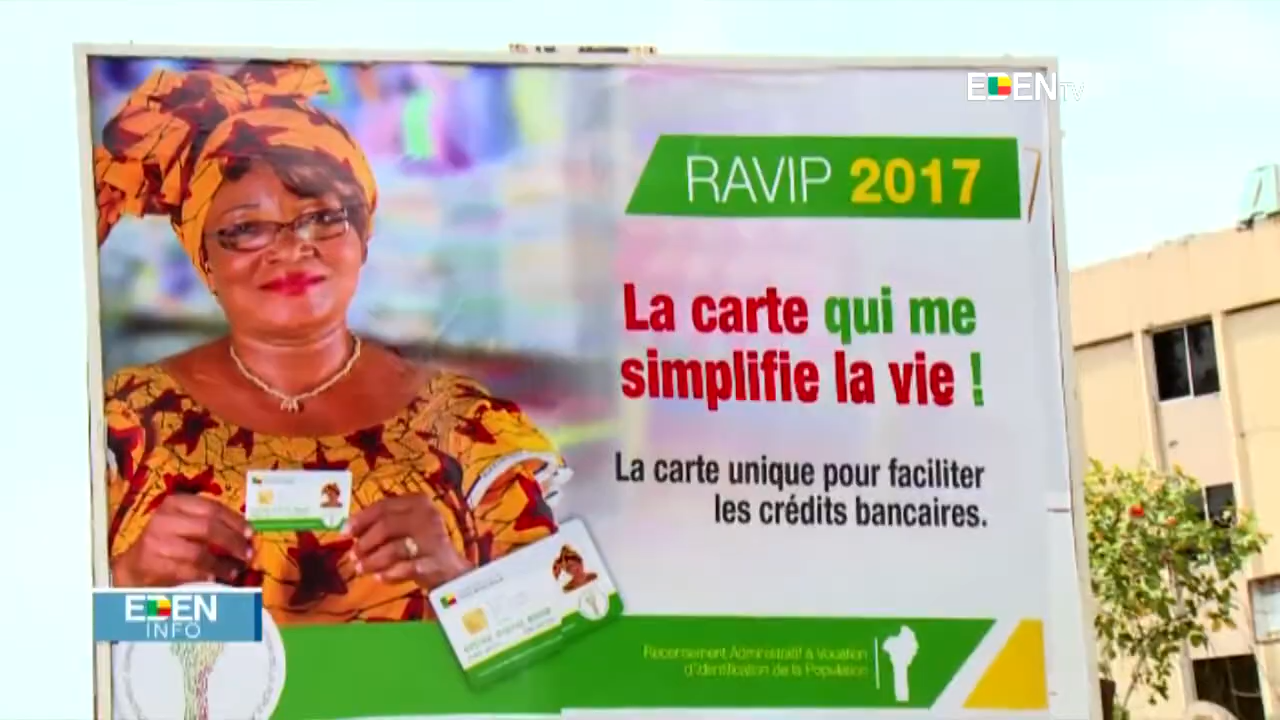 EDEN TV
RAVIP 2017
La carte qui me
simplifie la vie !
La carte unique pour faciliter
les crédits bancaires.
EDEN
INFO
Recensement Administratif à Vocation
d'Identification de la Population